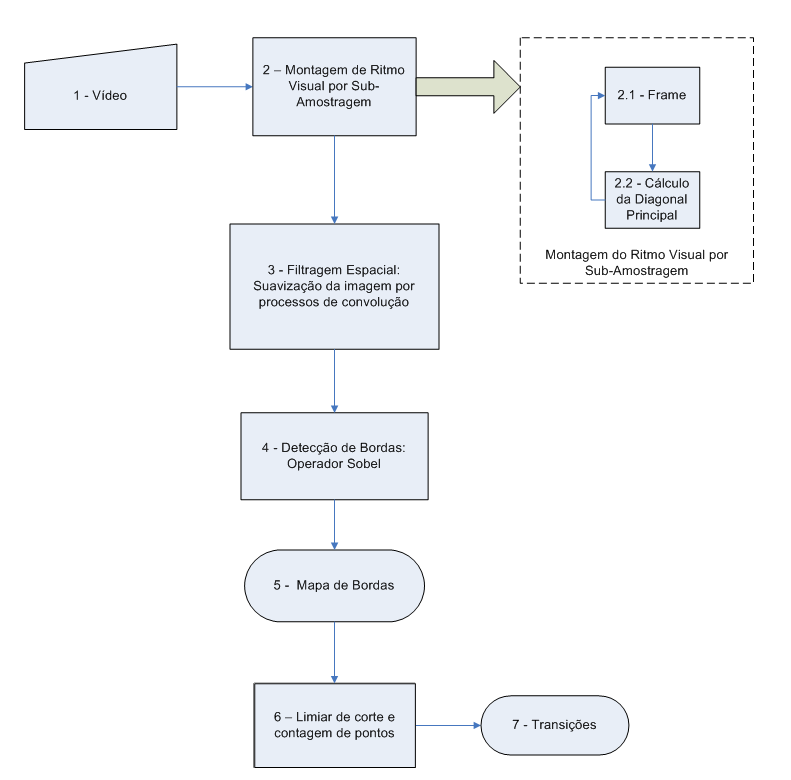 1 - Vídeo
2 – Montagem de Ritmo
Visual por Sub-
Amostragem
2.1 - Frame
2.2 - Cálculo
da Diagonal
Principal
Montagem do Ritmo Visual por
Sub-Amostragem
3 - Filtragem Espacial:
Suavização da imagem por
processos de convolução
4 - Detecção de Bordas:
Operador Sobel
5 -  Mapa de Bordas
6 – Limiar de corte e
contagem de pontos
7 - Transições